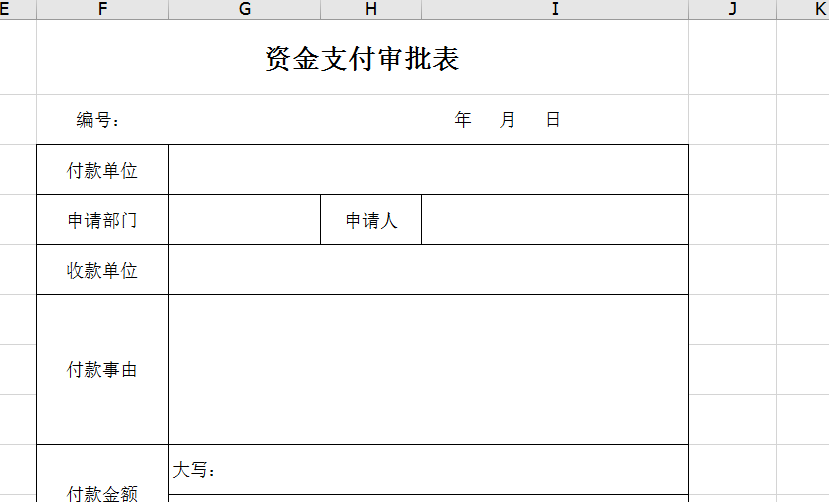 E F G H I J K
资金支付审批表
编号： 年 月 日
付款单位
申请部门 申请人
收款单位
付款事由
大写：
付款金额